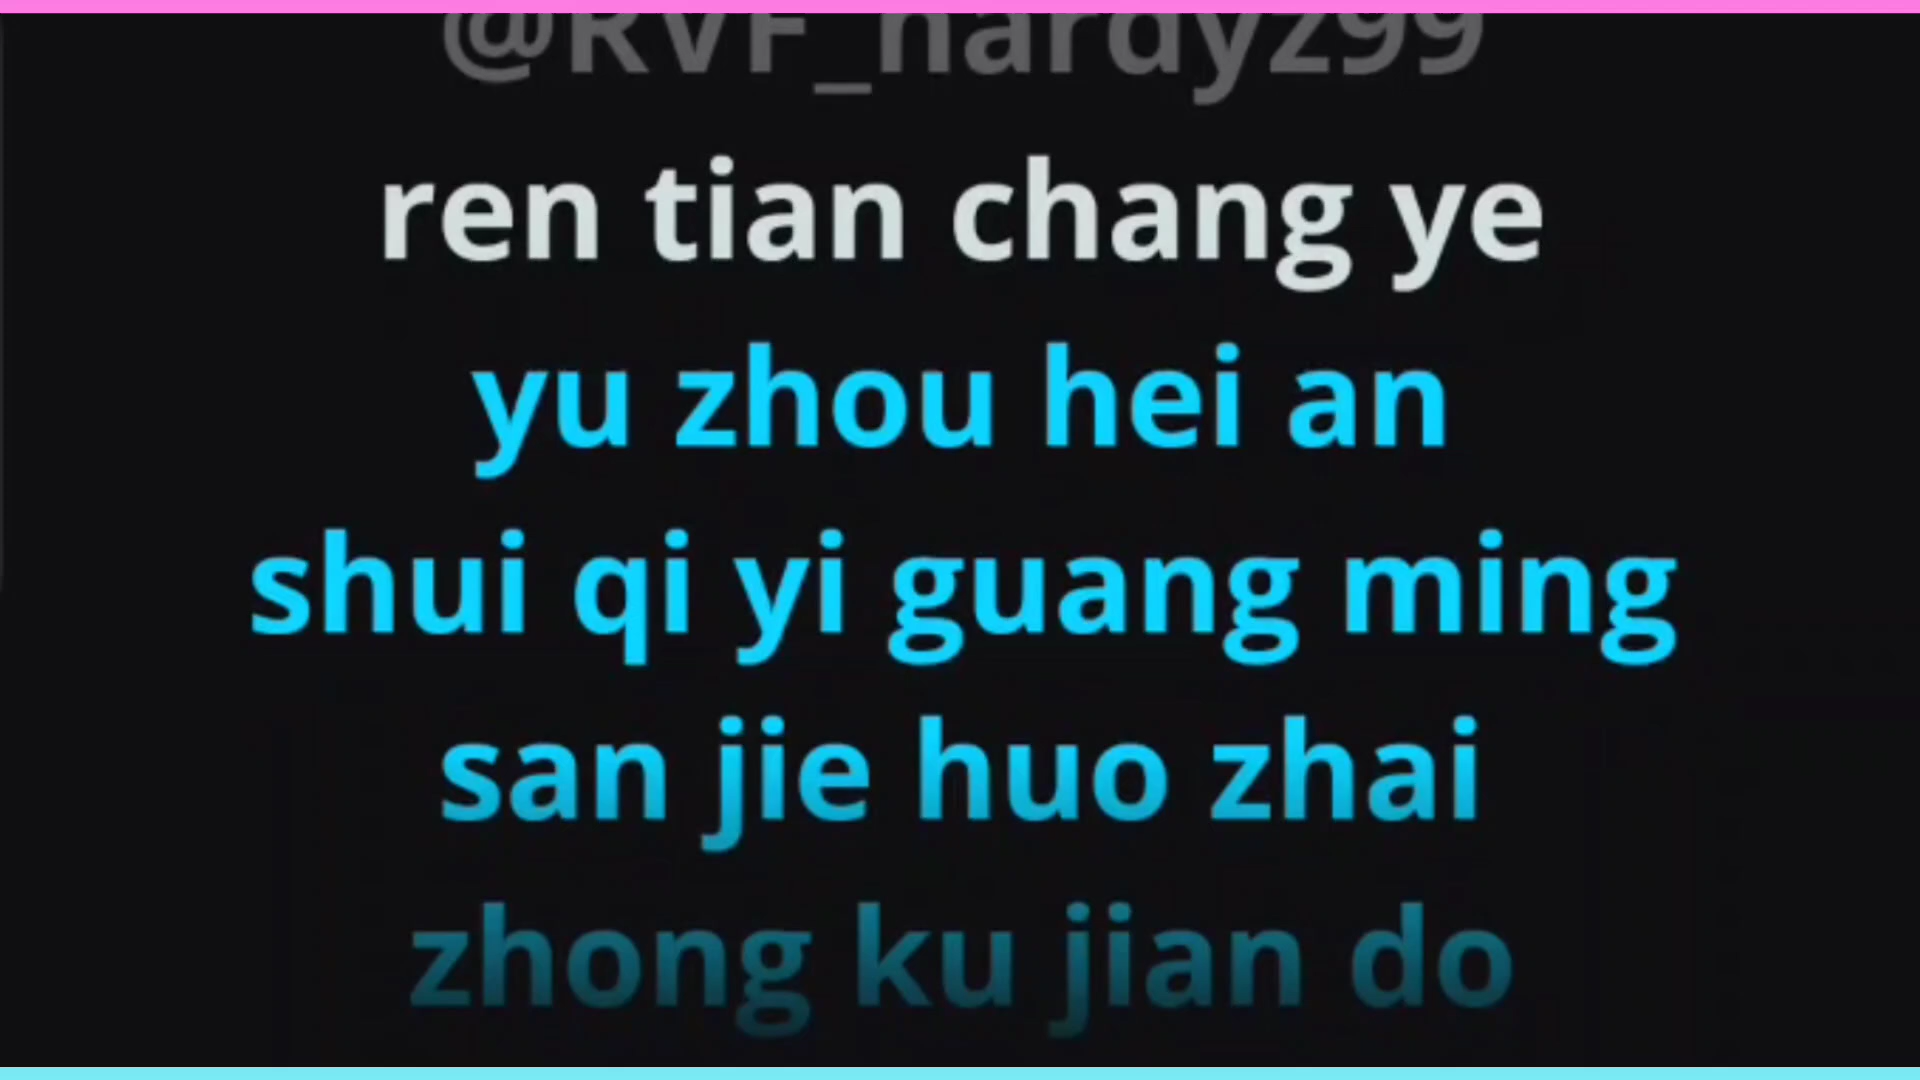 @RVF_hardyz99
ren tian chang ye
yu zhou hei an
shui qi yi guang ming
san jie huo zhai
zhong ku jian do